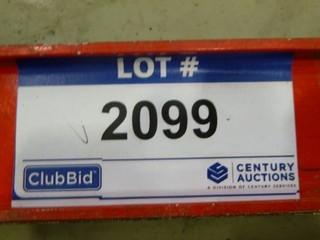 LOT #
2099
ClubBid
CENTURY
AUCTIONS
A DIVISION OF CENTURY SERVICES